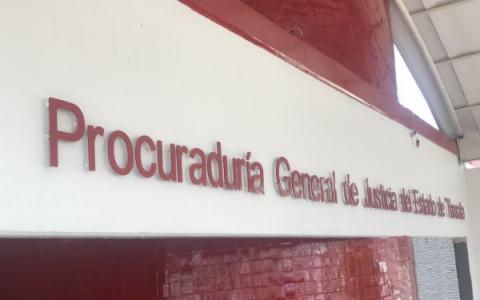 Procuraduría General de Justicia del Estado de Tlaxcala